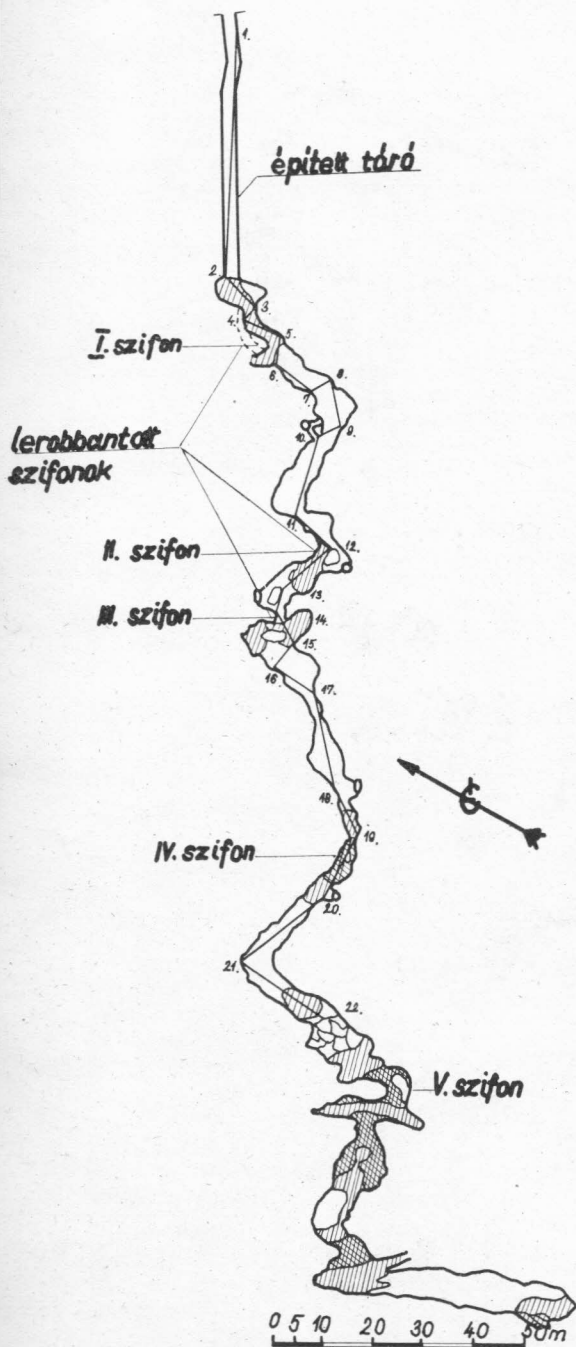 1.
épített táró
2.
3.
4.
5.
I. szifon
6.
7.
8.
9.
10.
lerobbantott
szifonok
11.
12.
II. szifon
13.
III. szifon
14.
15.
16.
17.
18.
19.
IV. szifon
20.
21.
22.
V. szifon
0 5 10 20 30 40 50m